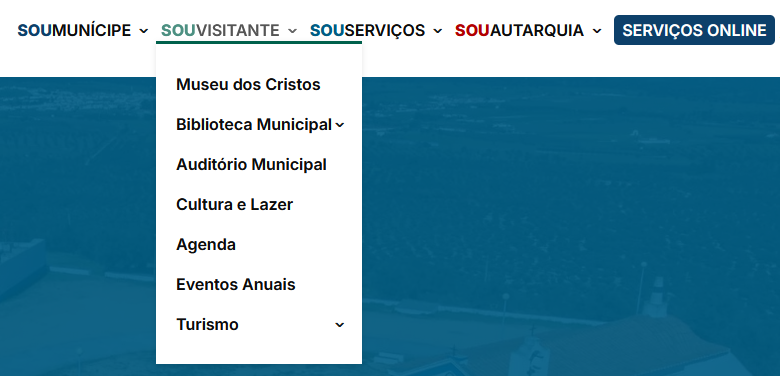 SOUMUNÍCIPE SOUVISITANTE SOUSERVIÇOS SOUAUTARQUIA SERVIÇOS ONLINE
Museu dos Cristos
Biblioteca Municipal
Auditório Municipal
Cultura e Lazer
Agenda
Eventos Anuais
Turismo